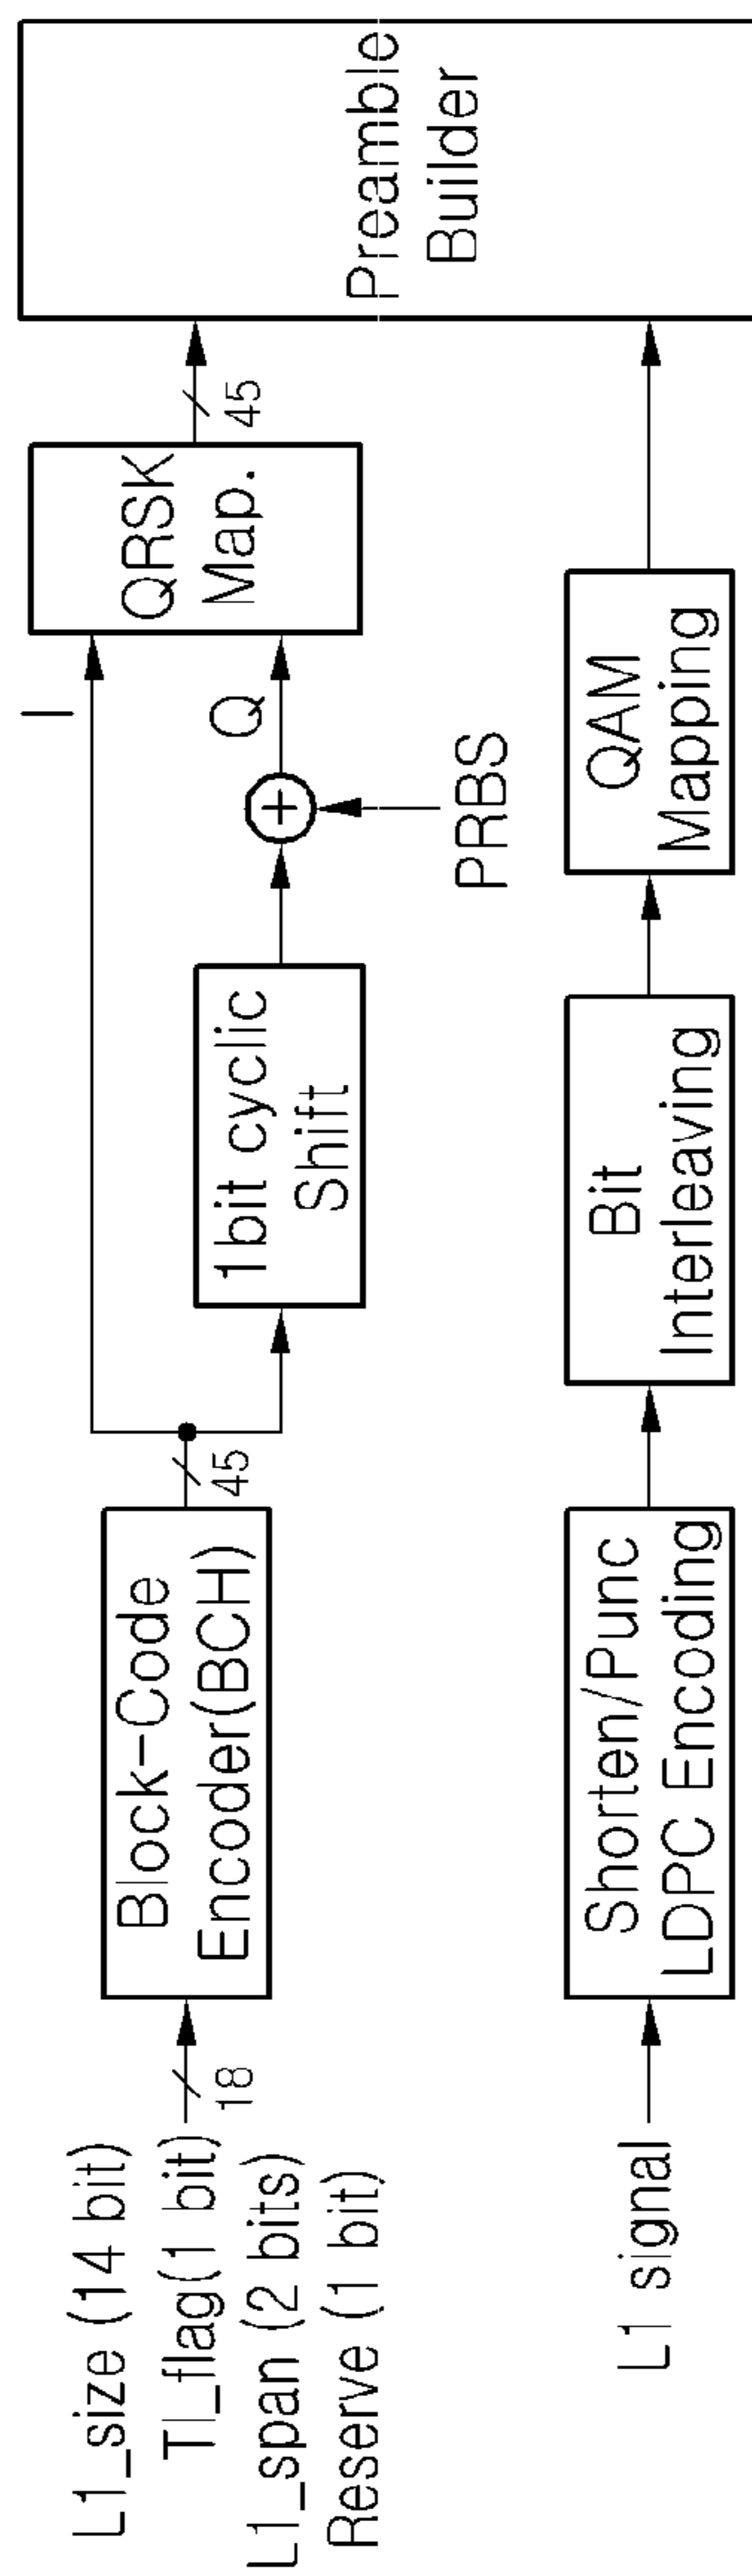 L1_size (14 bit)
TI_flag(1 bit)
L1_span (2 bits)
Reserve (1 bit)
18
Block-Code
Encoder(BCH)
45
1bit cyclic
Shift
PRBS
I
Q
QRSK
Map.
45
Preamble
Builder
L1 signal
Shorten/Punc
LDPC Encoding
Bit
Interleaving
QAM
Mapping